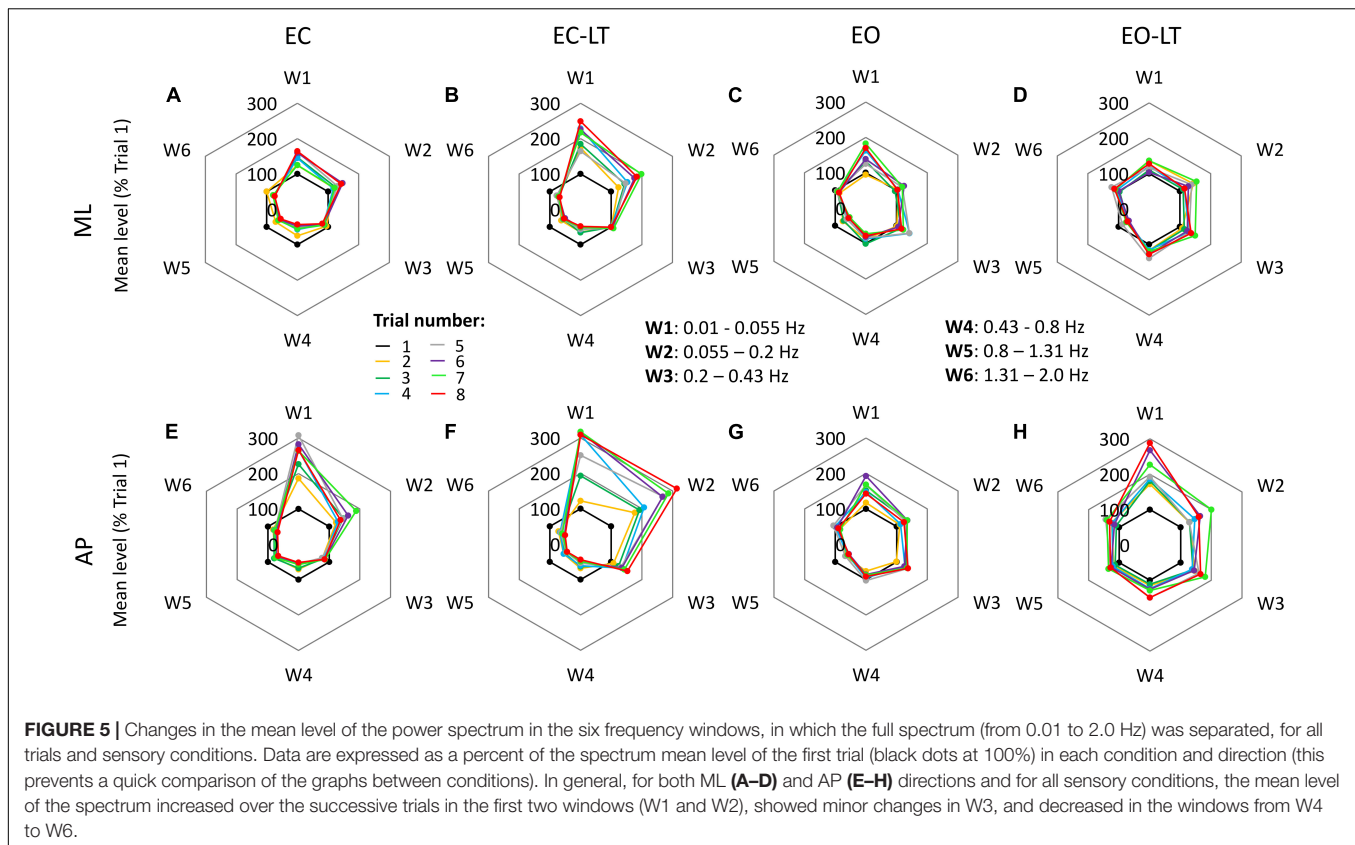 EC EC-LT EO EO-LT
A W1 B W1 C W1 D W1
300 300 300 300
W6 200 W2 W6 200 W2 W6 200 W2 W6 200 W2
100 100 100 100
0 0 0 0
ML
Mean level (% Trial 1)
W5 W3 W5 W3 W5 W3 W5 W3
W4 W4 W4 W4
Trial number:
1 5
2 6
3 7
4 8
W1: 0.01 - 0.055 Hz
W2: 0.055 – 0.2 Hz
W3: 0.2 – 0.43 Hz
W4: 0.43 - 0.8 Hz
W5: 0.8 – 1.31 Hz
W6: 1.31 – 2.0 Hz
E W1 F W1 G W1 H W1
300 300 300 300
W6 200 W2 W6 200 W2 W6 200 W2 W6 200 W2
100 100 100 100
0 0 0 0
AP
Mean level (% Trial 1)
W5 W3 W5 W3 W5 W3 W5 W3
W4 W4 W4 W4
FIGURE 5 | Changes in the mean level of the power spectrum in the six frequency windows, in which the full spectrum (from 0.01 to 2.0 Hz) was separated, for all
trials and sensory conditions. Data are expressed as a percent of the spectrum mean level of the first trial (black dots at 100%) in each condition and direction (this
prevents a quick comparison of the graphs between conditions). In general, for both ML (A–D) and AP (E–H) directions and for all sensory conditions, the mean level
of the spectrum increased over the successive trials in the first two windows (W1 and W2), showed minor changes in W3, and decreased in the windows from W4
to W6.